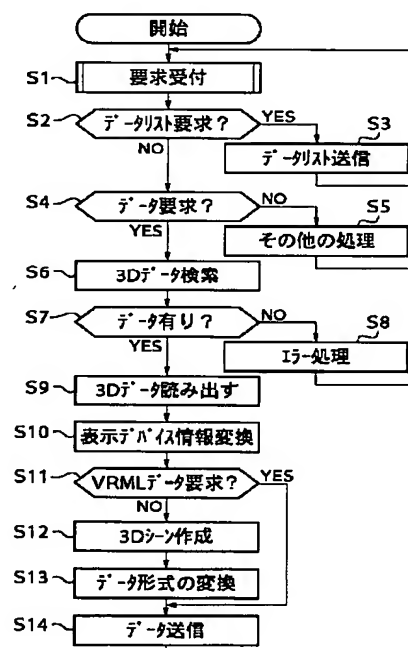 開始
S1
要求受付
S2
データリスト要求?
YES
S3
データリスト送信
NO
S4
データ要求?
NO
S5
その他の処理
YES
S6
3Dデータ検索
S7
データ有り?
NO
S8
エラー処理
YES
S9
3Dデータ読み出す
S10
表示デバイス情報変換
S11
VRMLデータ要求?
YES
NO
S12
3Dシーン作成
S13
データ形式の変換
S14
データ送信